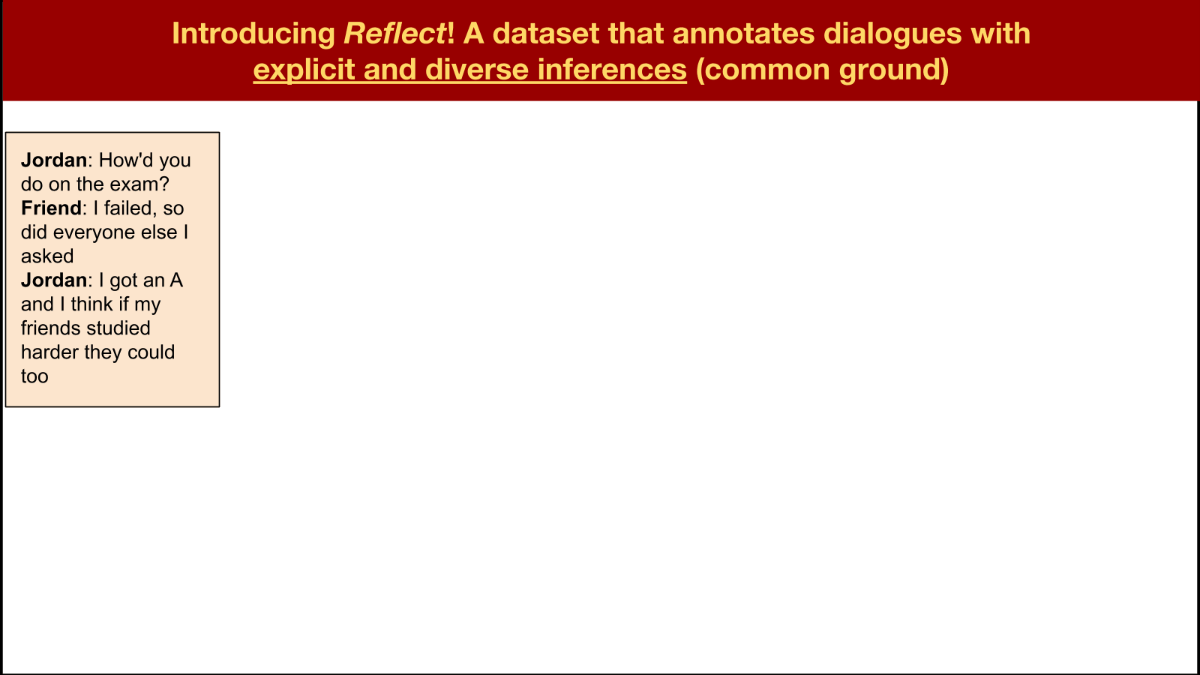 Introducing Reflect! A dataset that annotates dialogues with
explicit and diverse inferences (common ground)
Jordan: How'd you
do on the exam?
Friend: I failed, so
did everyone else I
asked
Jordan: I got an A
and I think if my
friends studied
harder they could
too